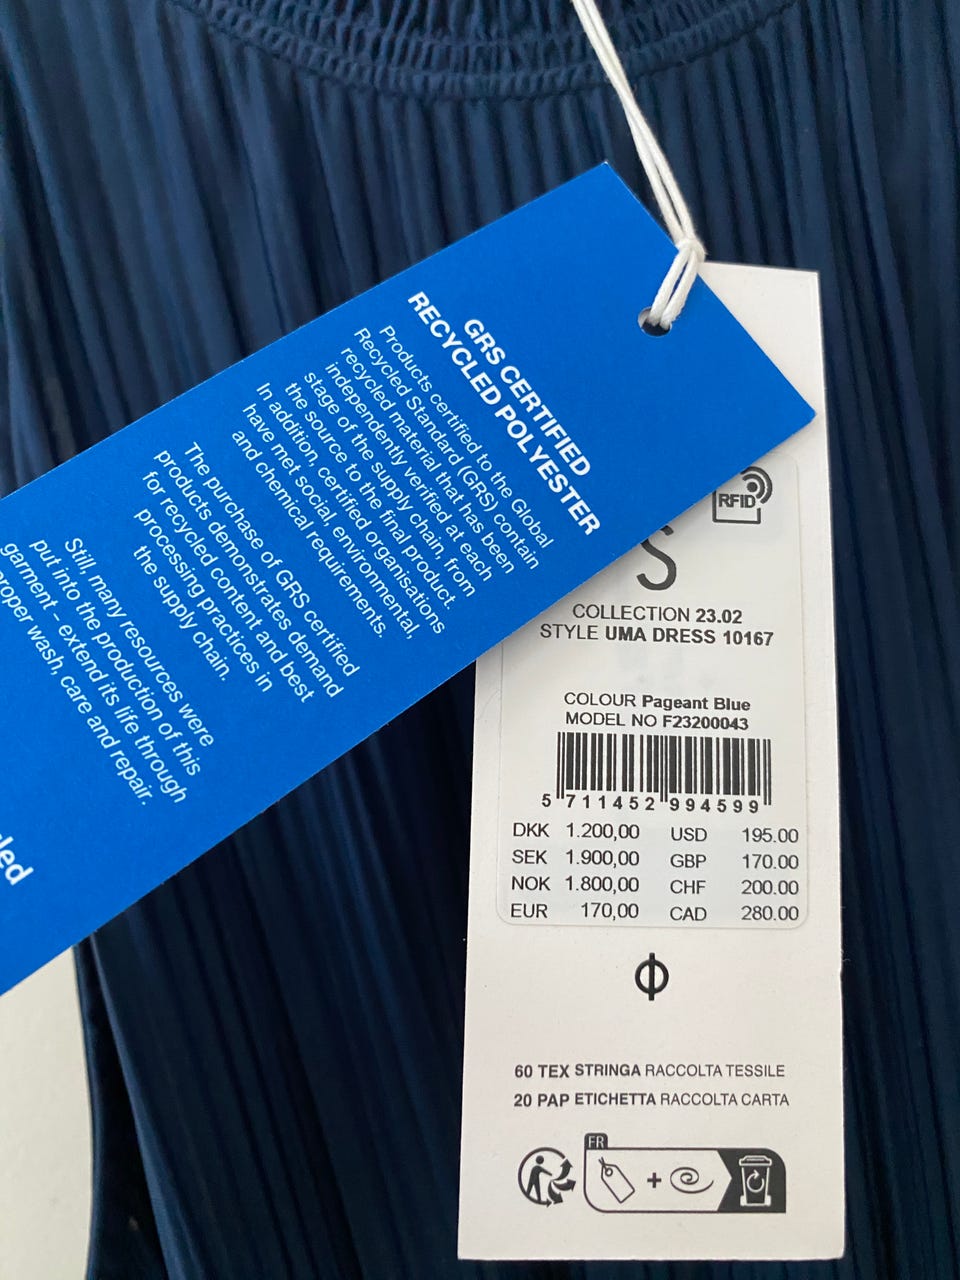 GRS CERTIFIED
RECYCLED POLYESTER
Products certified to the Global
Recycled Standard (GRS) contain
recycled material that has been
independently verified at each
stage of the supply chain, from
the source to the final product.
In addition, certified organisations
have met social, environmental,
and chemical requirements.
The purchase of GRS certified
products demonstrates demand
for recycled content and best
processing practices in
the supply chain.
Still, many resources were
put into the production of this
garment – extend its life through
proper wash, care and repair.
RFID
S
COLLECTION 23.02
STYLE UMA DRESS 10167
COLOUR Pageant Blue
MODEL NO F23200043
5 711452 994599
DKK 1.200,00 USD 195.00
SEK 1.900,00 GBP 170.00
NOK 1.800,00 CHF 200.00
EUR 170,00 CAD 280.00
60 TEX STRINGA RACCOLTA TESSILE
20 PAP ETICHETTA RACCOLTA CARTA
FR
+